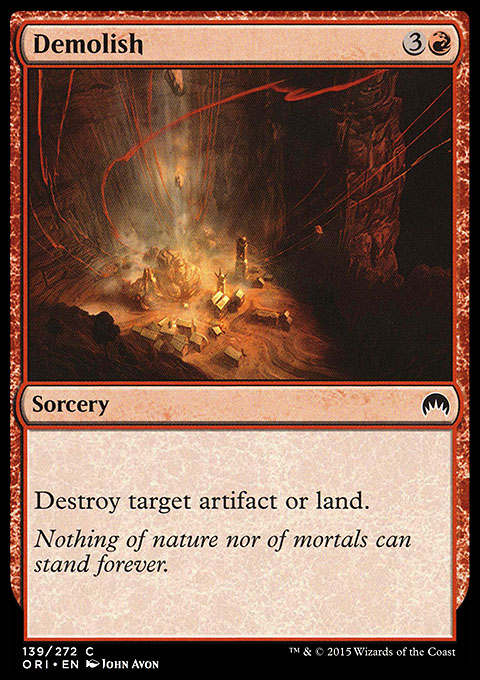 Demolish 3
Sorcery
Destroy target artifact or land.
Nothing of nature nor of mortals can
stand forever.
139/272 C
ORI • EN John Avon
™ & © 2015 Wizards of the Coast